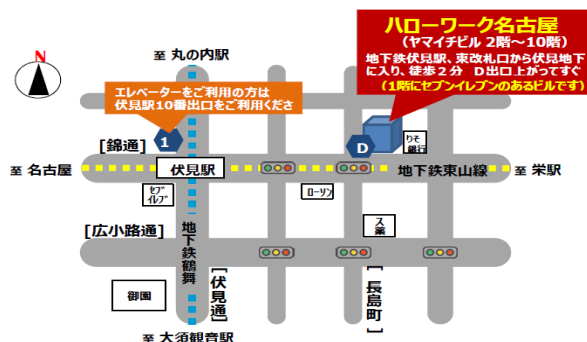 ハローワーク名古屋
(ヤマイチビル 2階～10階)
地下鉄伏見駅、東改札口から伏見地下
に入り、徒歩2分 D出口上がってすぐ
(1階にセブンイレブンのあるビルです)
N
至 丸の内駅
エレベーターをご利用の方は
伏見駅10番出口をご利用くださ
1
D
りそ
銀行
[錦通]
至 名古屋
伏見駅
地下鉄東山線
至 栄駅
セブ
イレブ
ローソン
ス
薬
[広小路通]
地下鉄鶴舞
[伏見通]
[長島町]
御園
至 大須観音駅